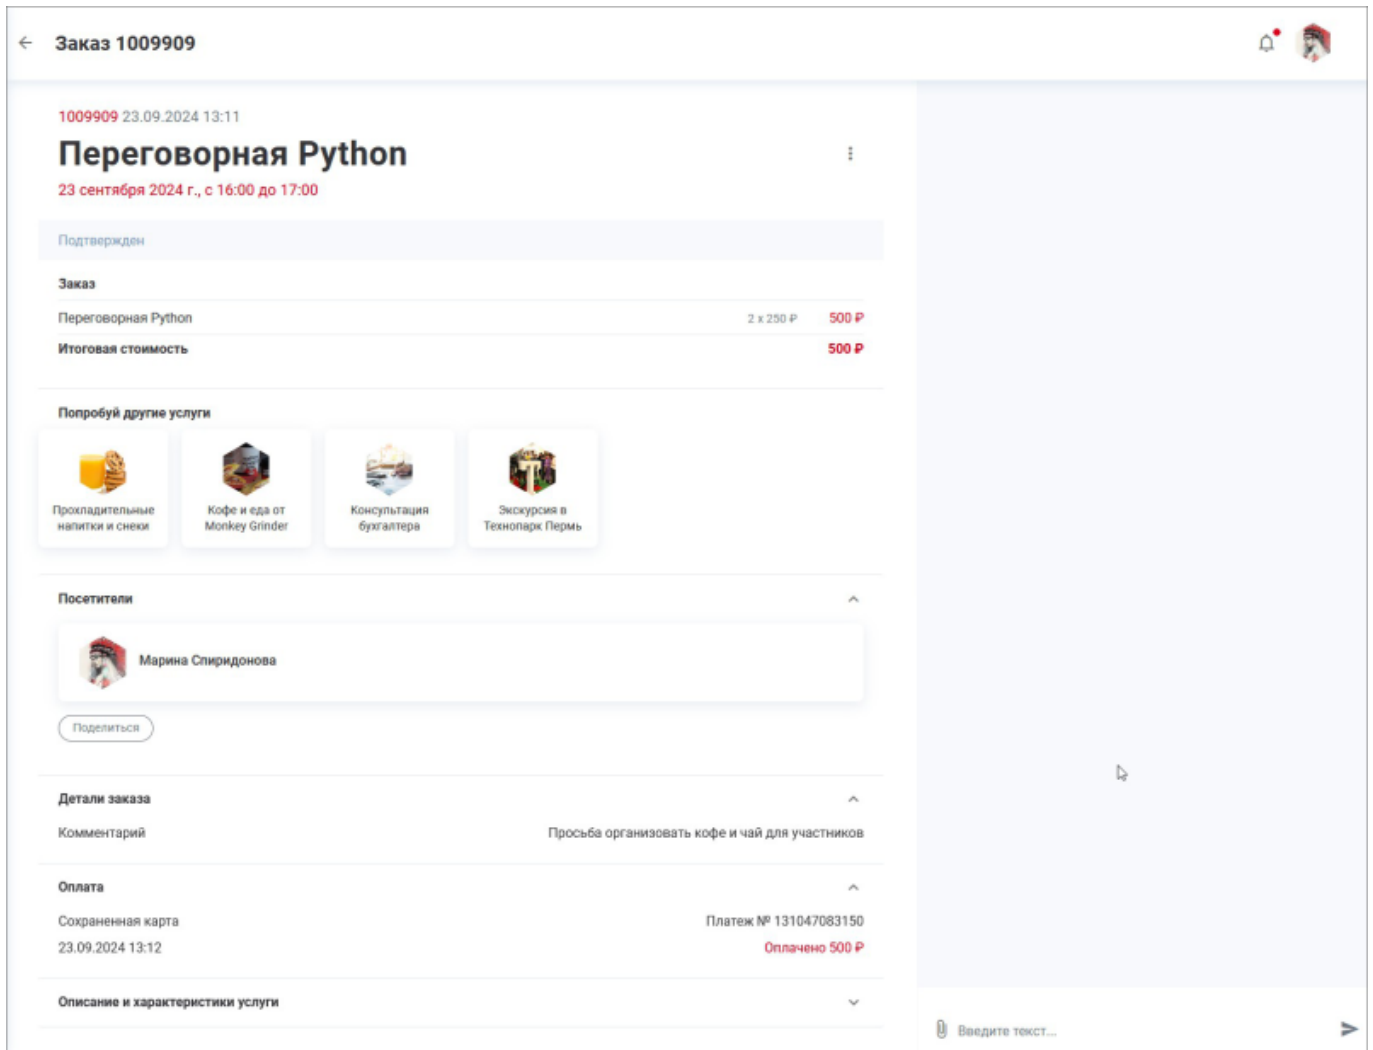 Заказ 1009909
1009909 23.09.2024 13:11
Переговорная Python
23 сентября 2024 г., с 16:00 до 17:00
Подтвержден
Заказ
Переговорная Python 2 x 250 ₽ 500 ₽
Итоговая стоимость 500 ₽
Попробуй другие услуги
Прохладительные
напитки и снеки
Кофе и еда от
Monkey Grinder
Консультация
бухгалтера
Экскурсия в
Технопарк Пермь
Посетители
Марина Спиридонова
Поделиться
Детали заказа
Комментарий Просьба организовать кофе и чай для участников
Оплата
Сохраненная карта Платеж № 131047083150
23.09.2024 13:12 Оплачено 500 ₽
Описание и характеристики услуги
Введите текст...